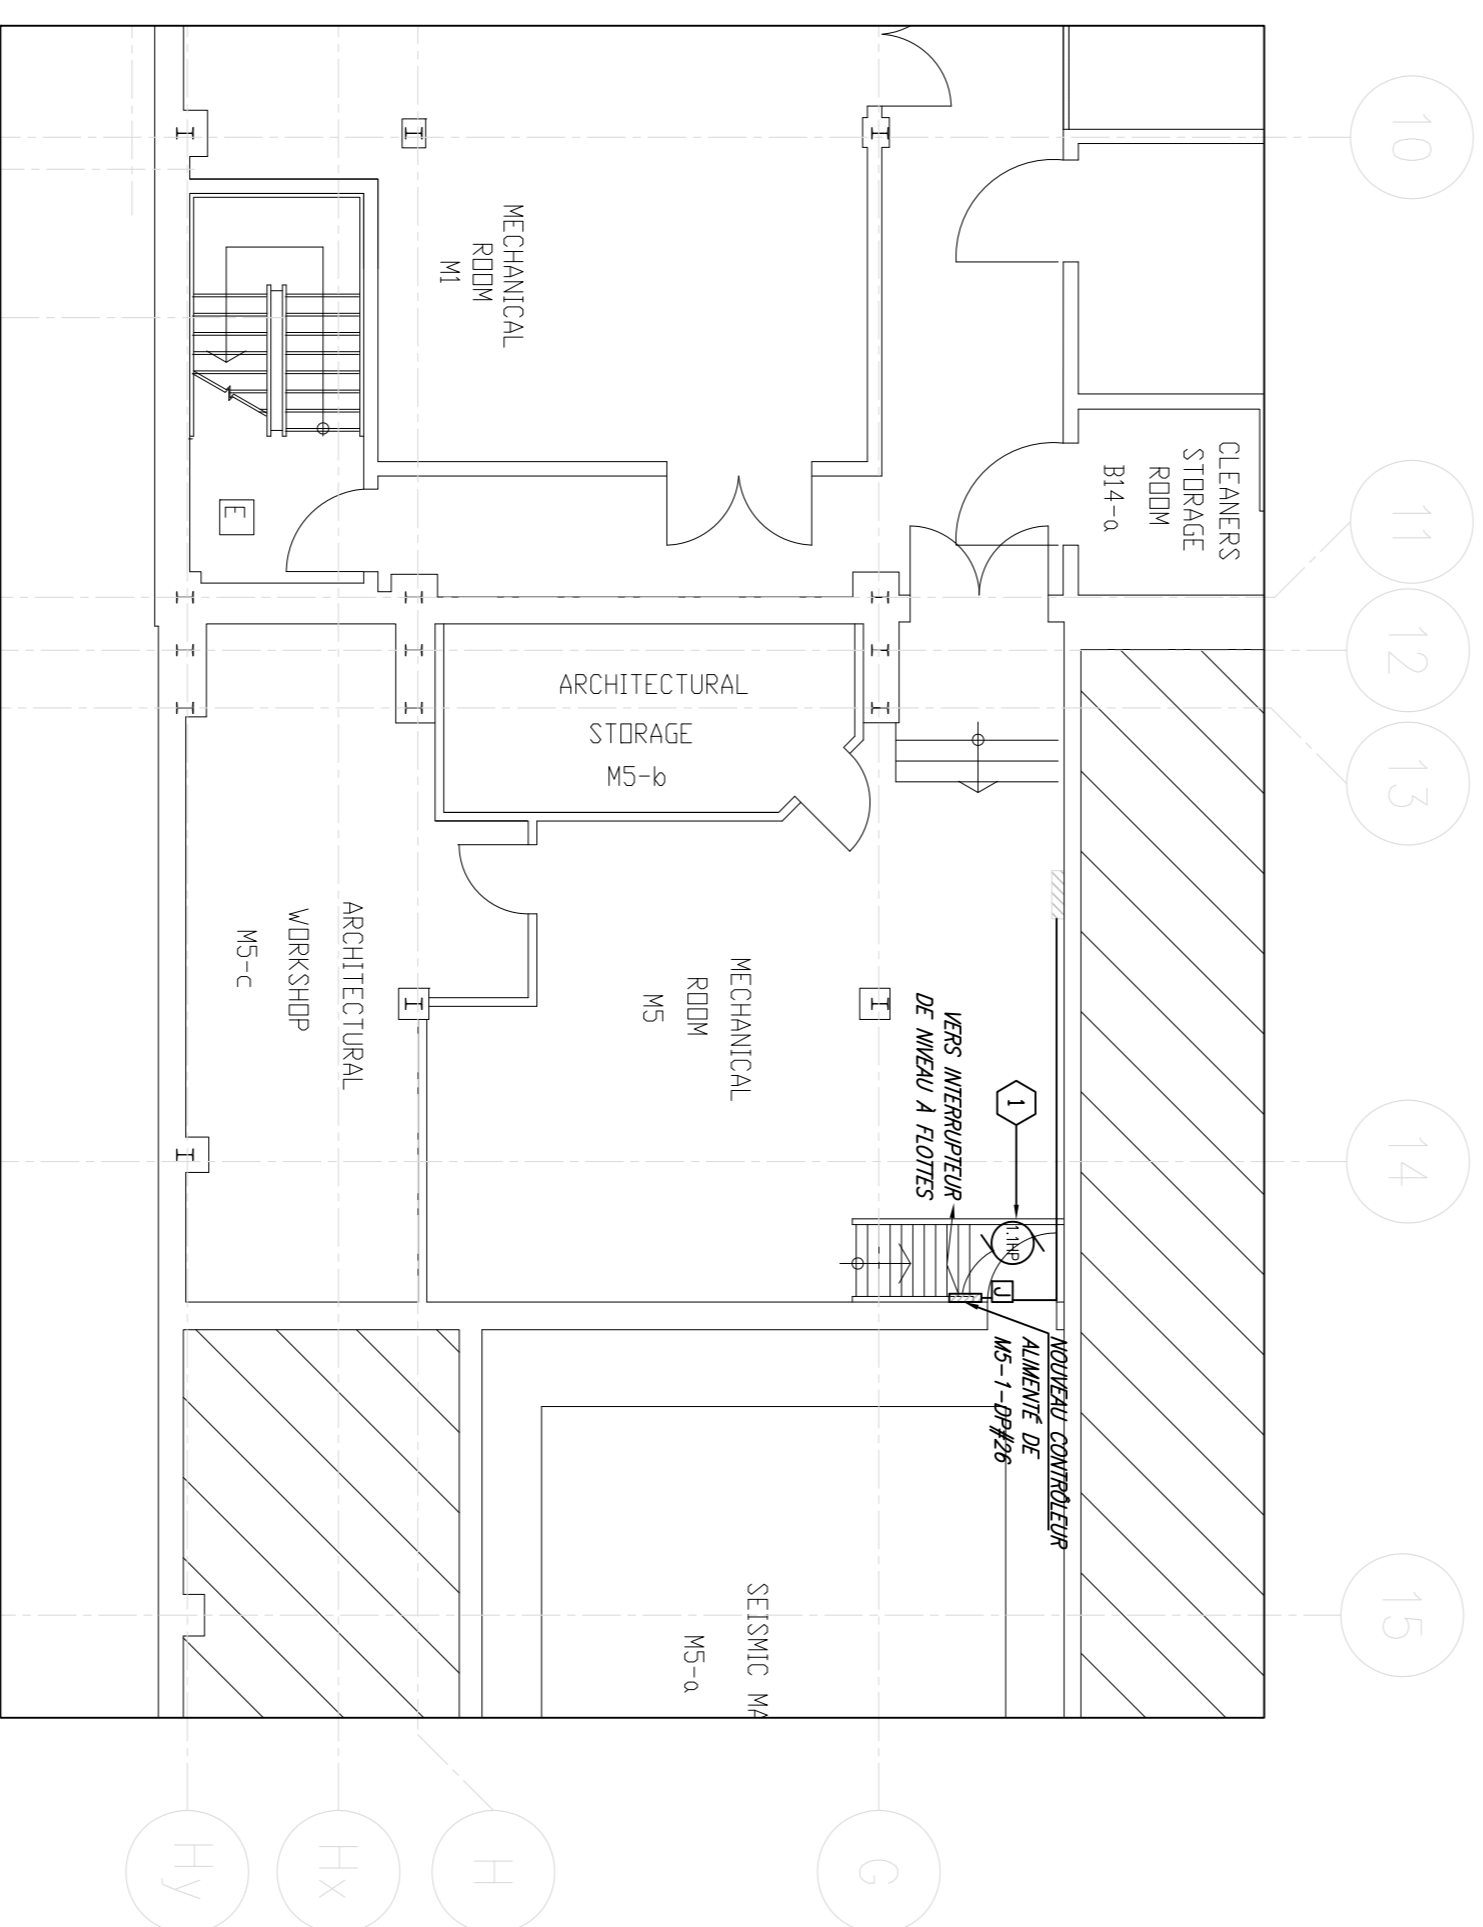 10
11
12
13
14
15
MECHANICAL
ROOM
M1
CLEANERS
STORAGE
ROOM
B14-a
E
ARCHITECTURAL
STORAGE
M5-b
ARCHITECTURAL
WORKSHOP
M5-c
MECHANICAL
ROOM
M5
VERS INTERRUPTEUR
DE NIVEAU À FLOTTES
1
1.1HP
J
NOUVEAU CONTRÔLEUR
ALIMENTÉ DE
M5-1-DP#26
SEISMIC MA
M5-a
Hy
Hx
H
G